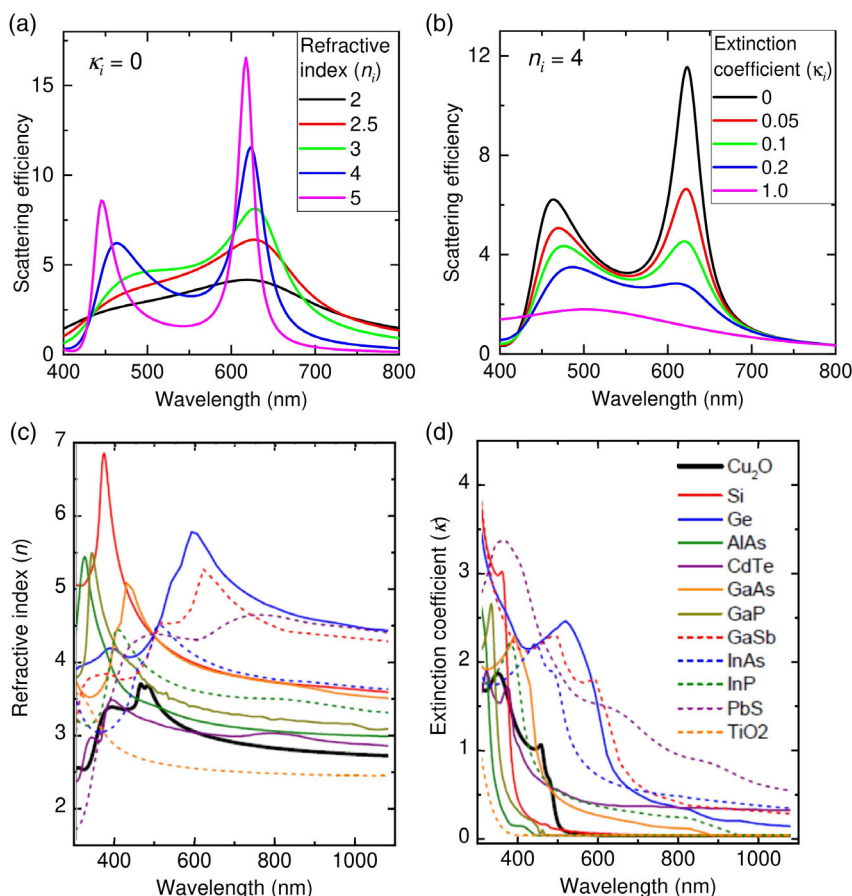 (a)
κi = 0
Refractive
index (ni)
2
2.5
3
4
5
15
10
5
0
Scattering efficiency
400
500
600
700
800
Wavelength (nm)
(b)
ni = 4
Extinction
coefficient (κi)
0
0.05
0.1
0.2
1.0
12
8
4
0
Scattering efficiency
400
500
600
700
800
Wavelength (nm)
(c)
7
6
5
4
3
2
Refractive index (n)
400
600
800
1000
Wavelength (nm)
(d)
Cu2O
Si
Ge
AlAs
CdTe
GaAs
GaP
GaSb
InAs
InP
PbS
TiO2
4
3
2
1
0
Extinction coefficient (κ)
400
600
800
1000
Wavelength (nm)